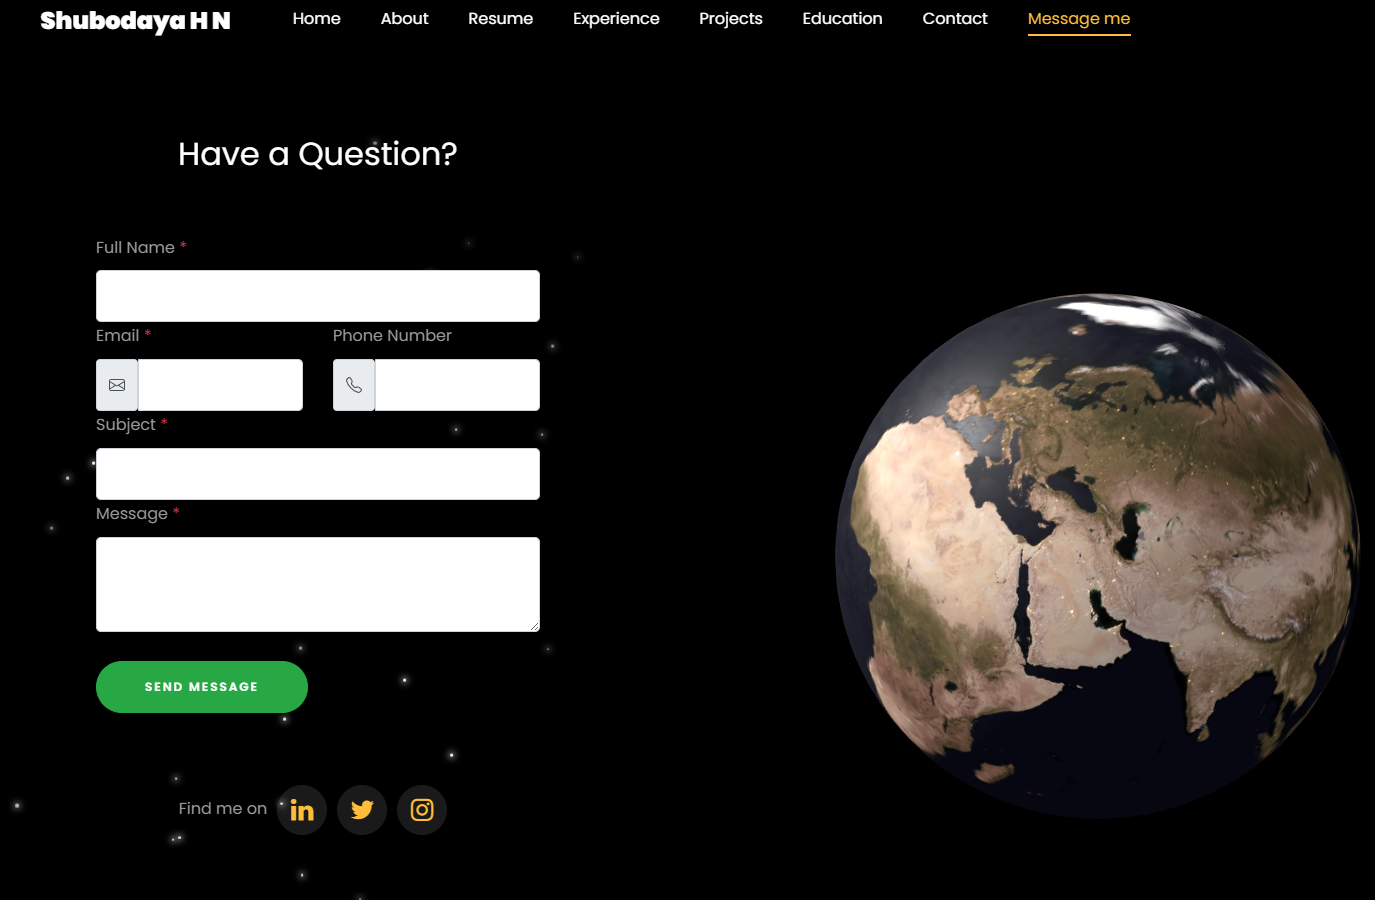 Shubodaya H N
Home About Resume Experience Projects Education Contact Message me
Have a Question?
Full Name *
Email * Phone Number
Subject *
Message *
SEND MESSAGE
Find me on